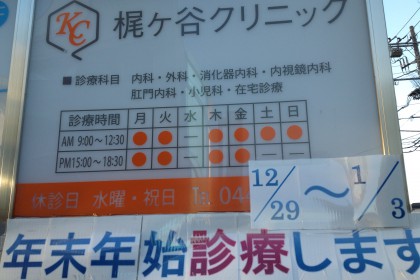 KC 梶ヶ谷クリニック
■ 診療科目 内科・外科・消化器内科・内視鏡内科
肛門内科・小児科・在宅診療
診療時間 月 火 水 木 金 土 日
AM 9:00～12:30 ● ● － ● ● ● ●
PM15:00～18:30 ● ● － ● ● － －
休診日 水曜・祝日 TEL 044
12/29 ～ 1/3
年末年始診療します